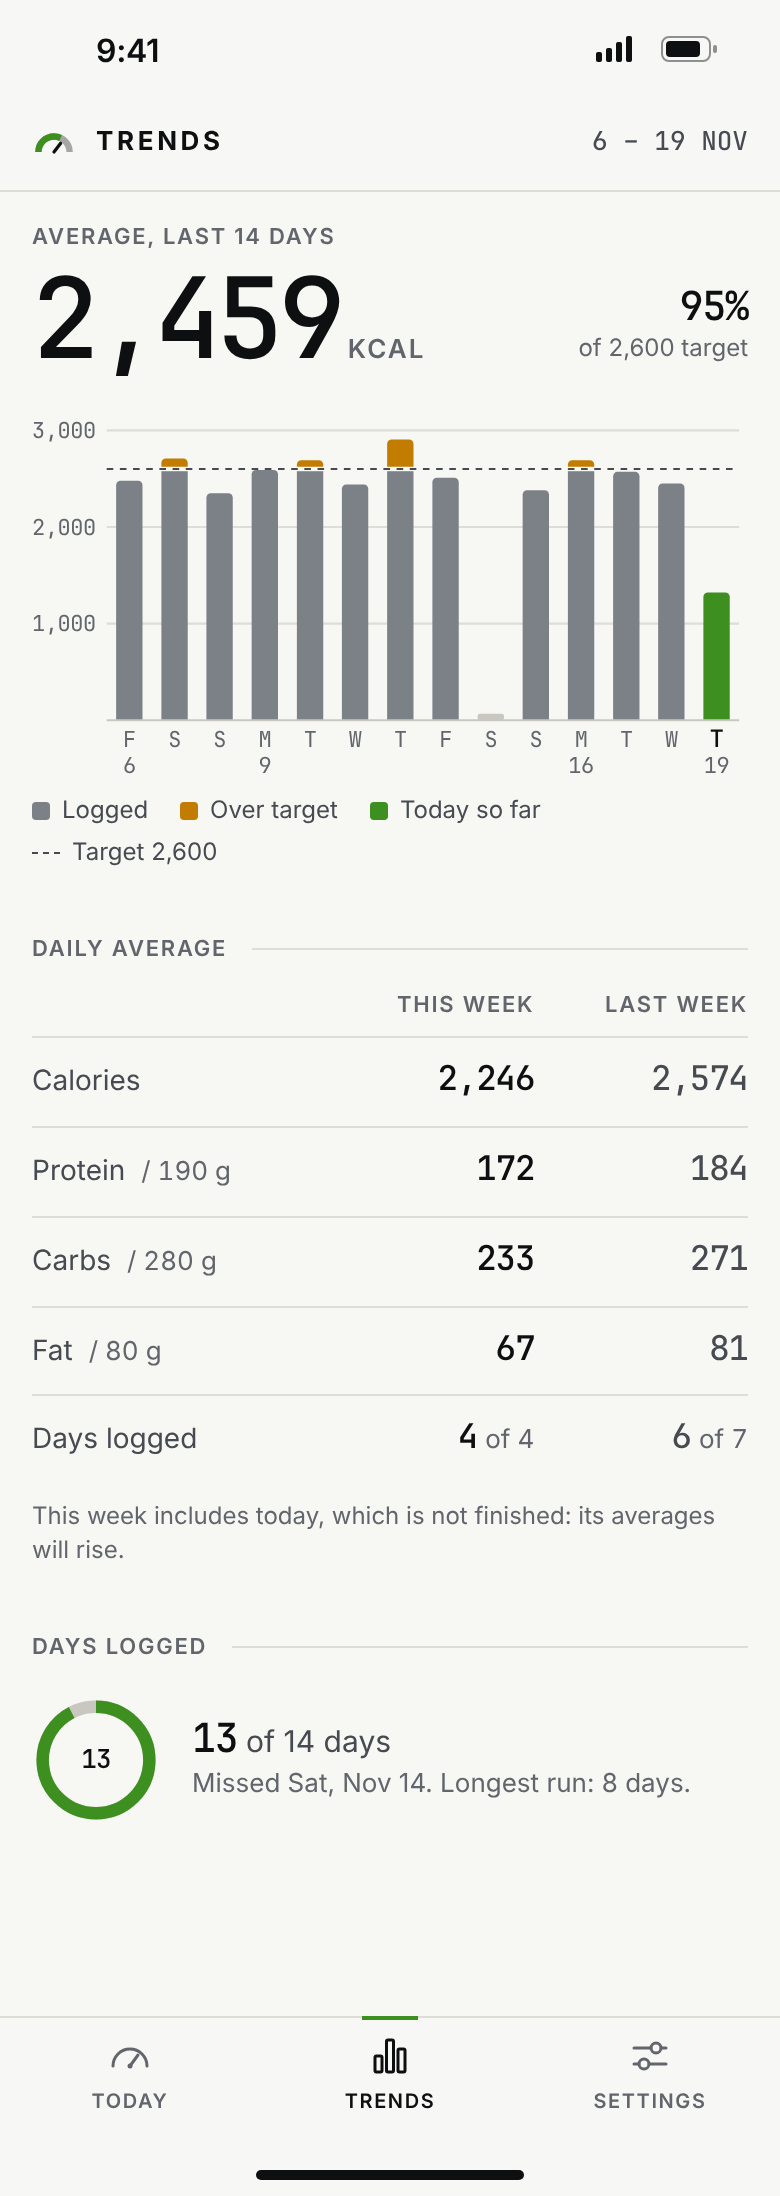 9:41
TRENDS
6 – 19 NOV
AVERAGE, LAST 14 DAYS
2,459 KCAL
95%
of 2,600 target
3,000
2,000
1,000
F S S M T W T F S S M T W T
6 9 16 19
Logged Over target Today so far
Target 2,600
DAILY AVERAGE
THIS WEEK LAST WEEK
Calories 2,246 2,574
Protein / 190 g 172 184
Carbs / 280 g 233 271
Fat / 80 g 67 81
Days logged 4 of 4 6 of 7
This week includes today, which is not finished: its averages
will rise.
DAYS LOGGED
13
13 of 14 days
Missed Sat, Nov 14. Longest run: 8 days.
TODAY TRENDS SETTINGS